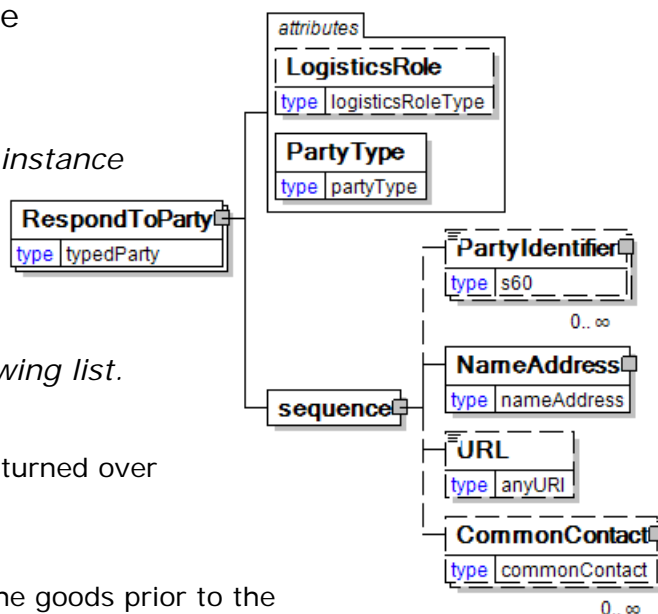 e
instance
wing list.
turned over
he goods prior to the
attributes
LogisticsRole
type logisticsRoleType
PartyType
type partyType
RespondToParty
type typedParty
PartyIdentifier
type s60
0.. ∞
NameAddress
type nameAddress
sequence
URL
type anyURI
CommonContact
type commonContact
0.. ∞